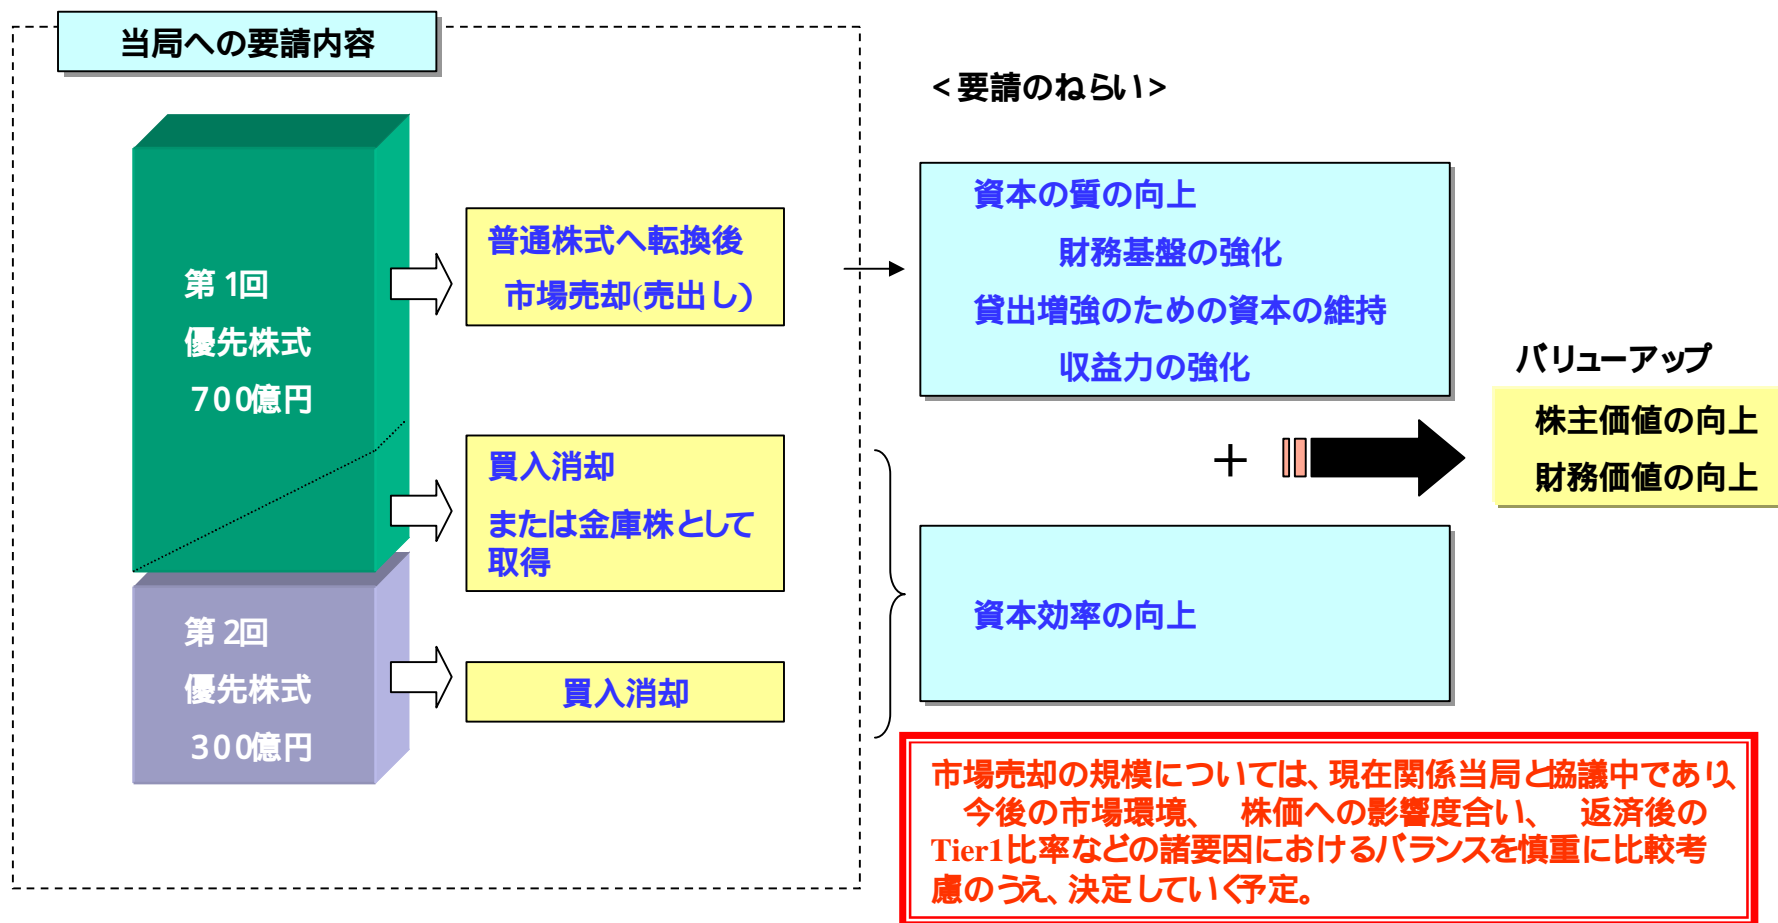 当局への要請内容
<要請のねらい>
第1回
優先株式
700億円
普通株式へ転換後
市場売却(売出し)
買入消却
または金庫株として
取得
第2回
優先株式
300億円
買入消却
資本の質の向上
財務基盤の強化
貸出増強のための資本の維持
収益力の強化
+
資本効率の向上
バリューアップ
株主価値の向上
財務価値の向上
市場売却の規模については、現在関係当局と協議中であり、
今後の市場環境、 株価への影響度合い、 返済後の
Tier1比率などの諸要因におけるバランスを慎重に比較考
慮のうえ、決定していく予定。